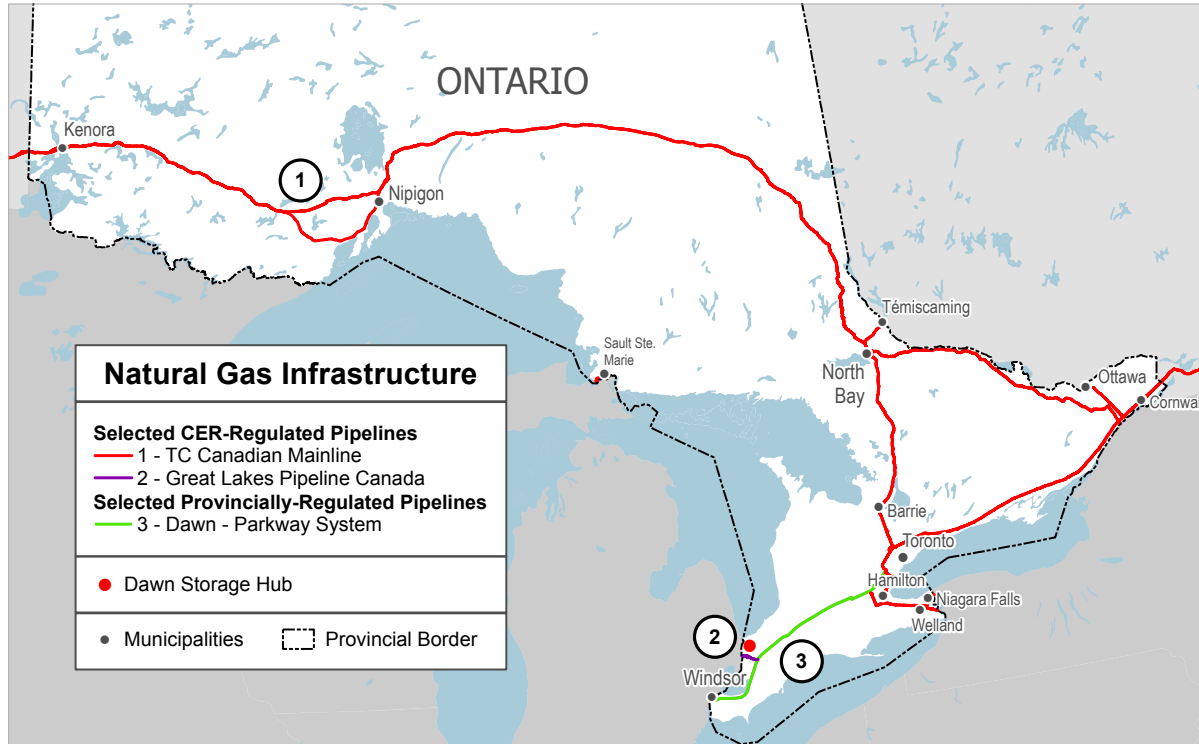 ONTARIO
Kenora
1
Nipigon
Témiscaming
Sault Ste.
Marie
North
Bay
Ottawa
Cornwa
Natural Gas Infrastructure
Selected CER-Regulated Pipelines
1 - TC Canadian Mainline
2 - Great Lakes Pipeline Canada
Selected Provincially-Regulated Pipelines
3 - Dawn - Parkway System
Dawn Storage Hub
Municipalities
Provincial Border
Barrie
Toronto
Hamilton
Niagara Falls
Welland
2
3
Windsor